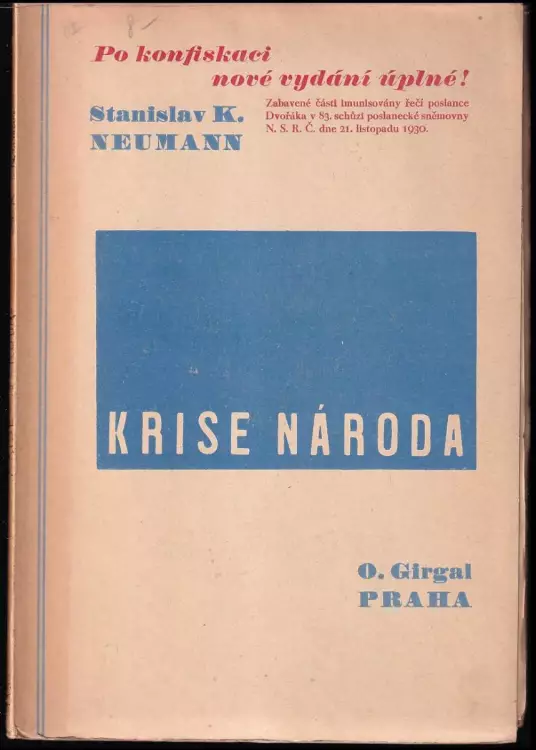 Po konfiskaci
nové vydání úplné!
Stanislav K.
NEUMANN
Zabavené části imunisovány řečí poslance
Dvořáka v 83. schůzi poslanecké sněmovny
N. S. R. Č. dne 21. listopadu 1930.
KRISE NÁRODA
O. Girgal
PRAHA